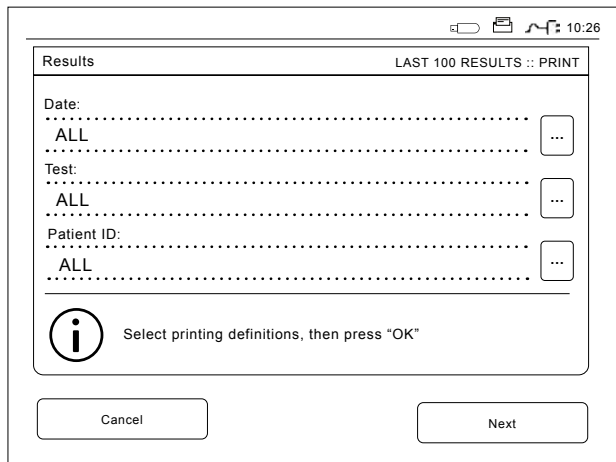 10:26
Results LAST 100 RESULTS :: PRINT
Date:
ALL
...
Test:
ALL
...
Patient ID:
ALL
...
i Select printing definitions, then press “OK”
Cancel Next